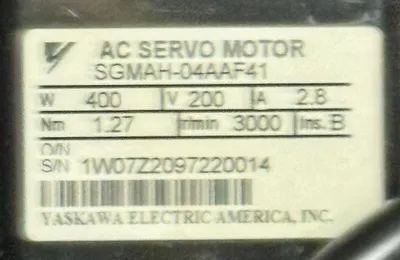 AC SERVO MOTOR
SGMAH-04AAF41
W 400 V 200 A 2.8
Nm 1.27 r/min 3000 Ins. B
O/N
S/N 1W07Z2097220014
YASKAWA ELECTRIC AMERICA, INC.